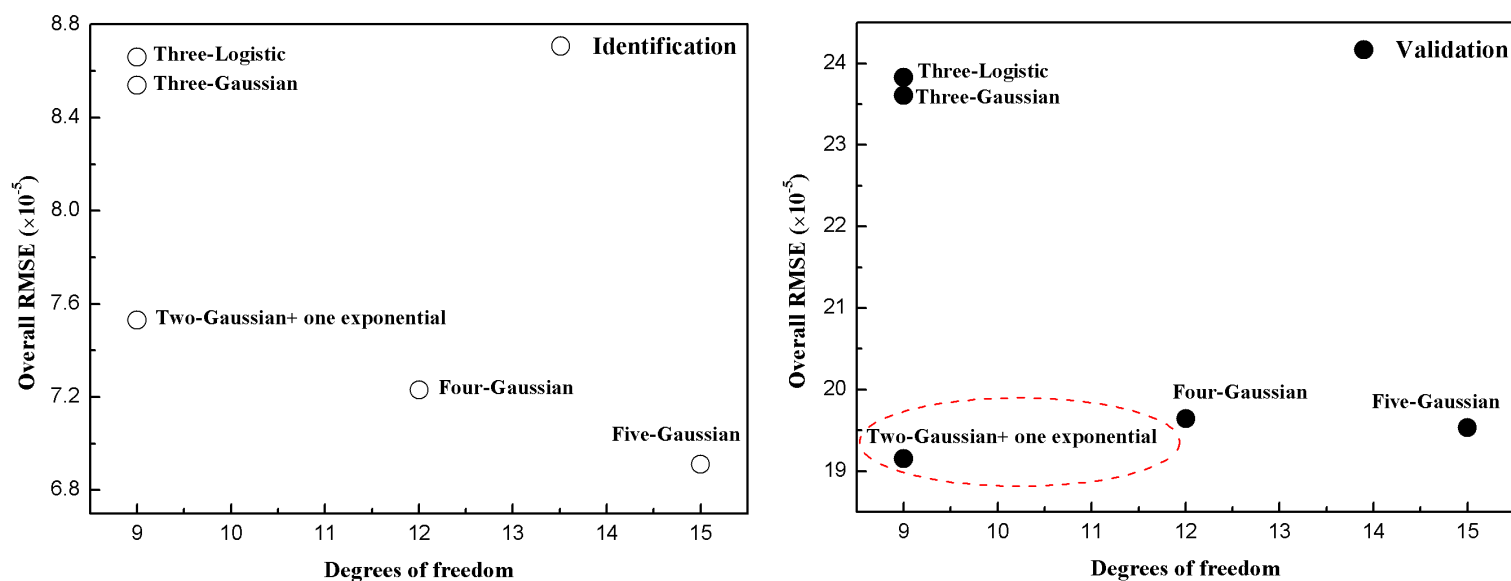 8.8
8.4
8.0
7.6
7.2
6.8
Overall RMSE (×10⁻⁵)
Identification
Three-Logistic
Three-Gaussian
Two-Gaussian+ one exponential
Four-Gaussian
Five-Gaussian
9 10 11 12 13 14 15
Degrees of freedom
24
23
22
21
20
19
Overall RMSE (×10⁻⁵)
Validation
Three-Logistic
Three-Gaussian
Four-Gaussian
Five-Gaussian
Two-Gaussian+ one exponential
9 10 11 12 13 14 15
Degrees of freedom